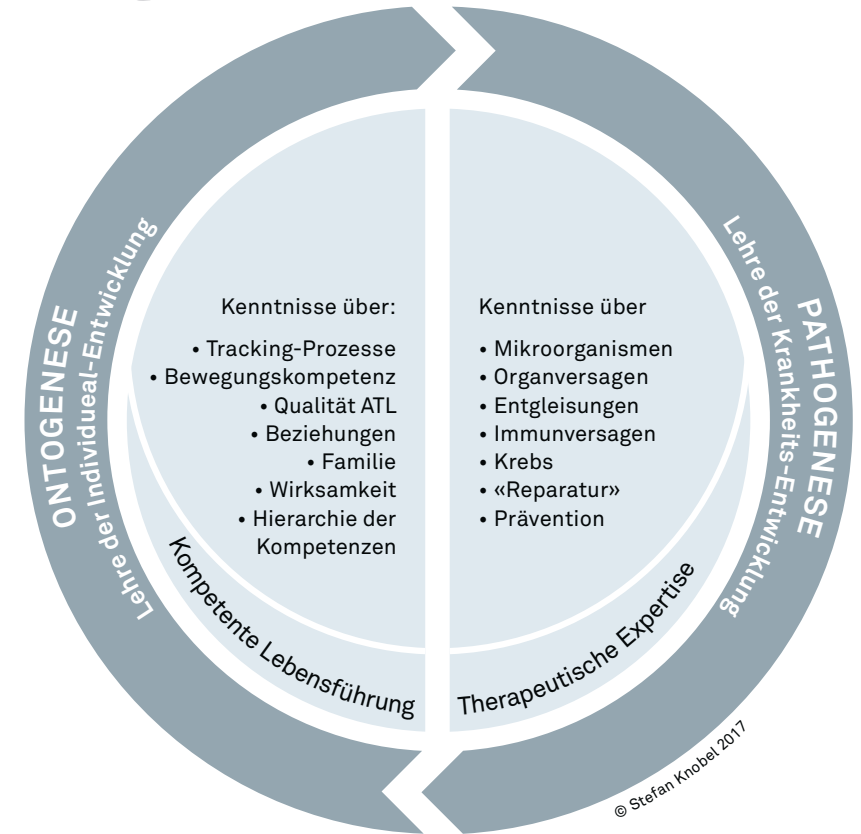 ONTOGENESE
Lehre der Individueal-Entwicklung
Kenntnisse über:
• Tracking-Prozesse
• Bewegungskompetenz
• Qualität ATL
• Beziehungen
• Familie
• Wirksamkeit
• Hierarchie der
Kompetenzen
Kompetente Lebensführung
Kenntnisse über
• Mikroorganismen
• Organversagen
• Entgleisungen
• Immunversagen
• Krebs
• «Reparatur»
• Prävention
Therapeutische Expertise
PATHOGENESE
Lehre der Krankheits-Entwicklung
© Stefan Knobel 2017